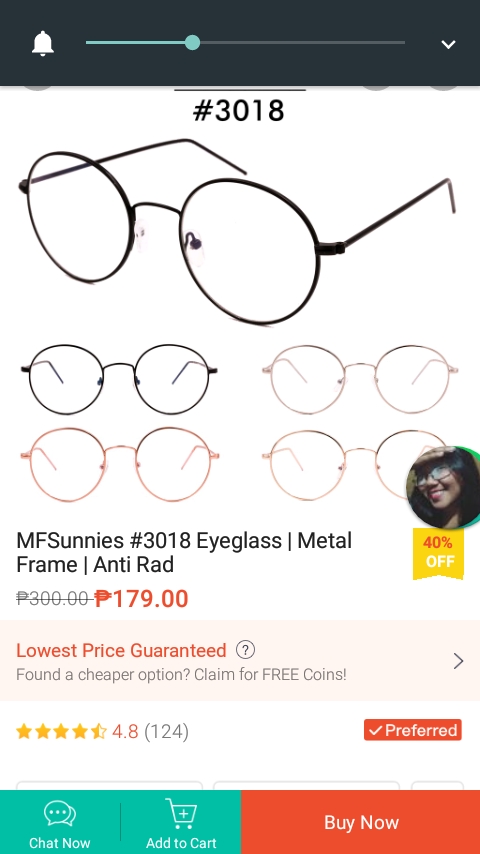 #3018
MFSunnies #3018 Eyeglass | Metal
Frame | Anti Rad
40%
OFF
₱300.00 ₱179.00
Lowest Price Guaranteed ?
Found a cheaper option? Claim for FREE Coins!
4.8 (124)
Preferred
Chat Now
Add to Cart
Buy Now